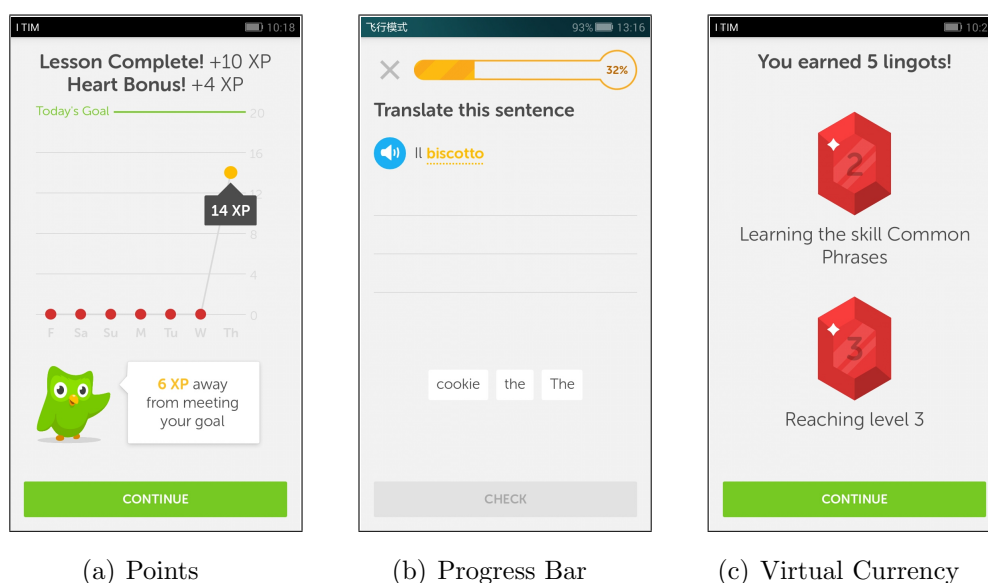 I TIM 10:18
Lesson Complete! +10 XP
Heart Bonus! +4 XP
Today's Goal 20
16
12
14 XP
8
4
0
F Sa Su M Tu W Th
6 XP away
from meeting
your goal
CONTINUE
(a) Points
飞行模式 93% 13:16
32%
Translate this sentence
Il biscotto
cookie the The
CHECK
(b) Progress Bar
I TIM 10:2
You earned 5 lingots!
2
Learning the skill Common
Phrases
3
Reaching level 3
CONTINUE
(c) Virtual Currency